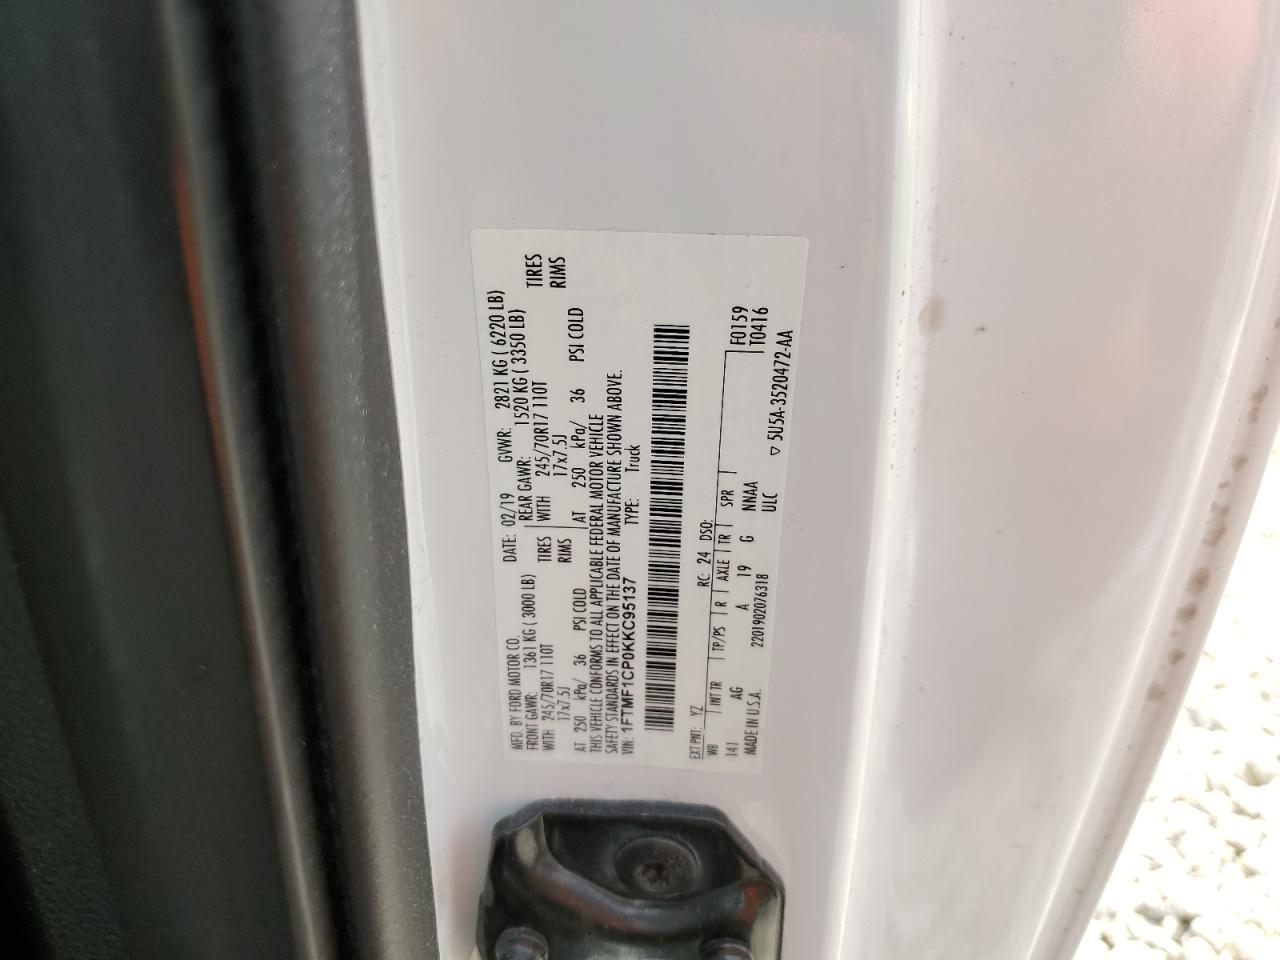 MFD. BY FORD MOTOR CO. DATE: 02/19 GVWR: 2821 KG ( 6220 LB)
FRONT GAWR: 1361 KG ( 3000 LB) REAR GAWR: 1520 KG ( 3350 LB)
WITH 245/70R17 110T TIRES WITH 245/70R17 110T TIRES
17x7.5J RIMS 17x7.5J RIMS
AT 250 kPa/ 36 PSI COLD AT 250 kPa/ 36 PSI COLD
THIS VEHICLE CONFORMS TO ALL APPLICABLE FEDERAL MOTOR VEHICLE
SAFETY STANDARDS IN EFFECT ON THE DATE OF MANUFACTURE SHOWN ABOVE.
VIN: 1FTMF1CP0KKC95137 TYPE: Truck
EXT PNT: YZ RC: 24 DSO: F0159
WB INT TR TP/PS R AXLE TR SPR T0416
141 AG A 19 G NNAA
MADE IN U.S.A. 2201902076318 ULC ▽ 5U5A-3520472-AA